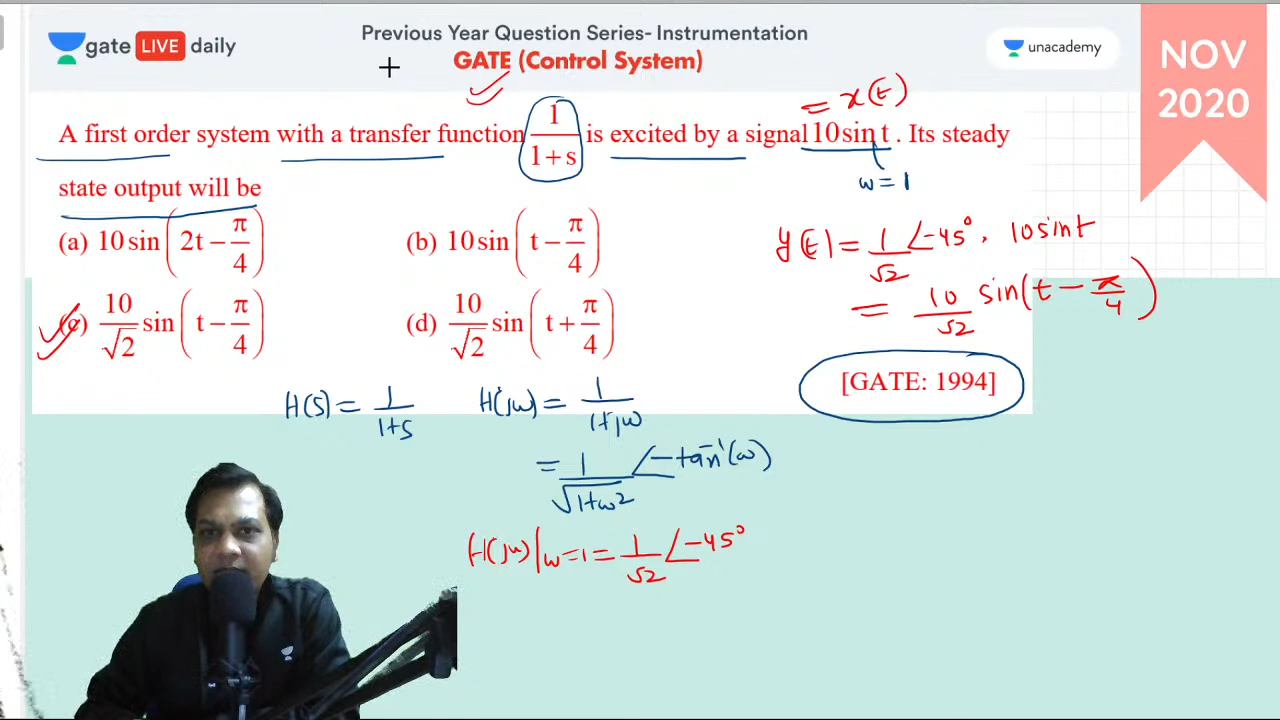 gate LIVE daily
Previous Year Question Series- Instrumentation
GATE (Control System)
unacademy
NOV
2020
= x(t)
A first order system with a transfer function 1/(1+s) is excited by a signal 10 sin t . Its steady
ω = 1
state output will be
(a) 10 sin (2t − π/4)
(b) 10 sin (t − π/4)
y(t) = 1/√2 ∠−45° . 10 sin t
= 10/√2 sin(t − π/4)
(c) 10/√2 sin (t − π/4)
(d) 10/√2 sin (t + π/4)
[GATE: 1994]
H(s) = 1/(1+s)
H(jω) = 1/(1+jω)
= 1/√(1+ω²) ∠−tan⁻¹(ω)
H(jω)|ω=1 = 1/√2 ∠−45°